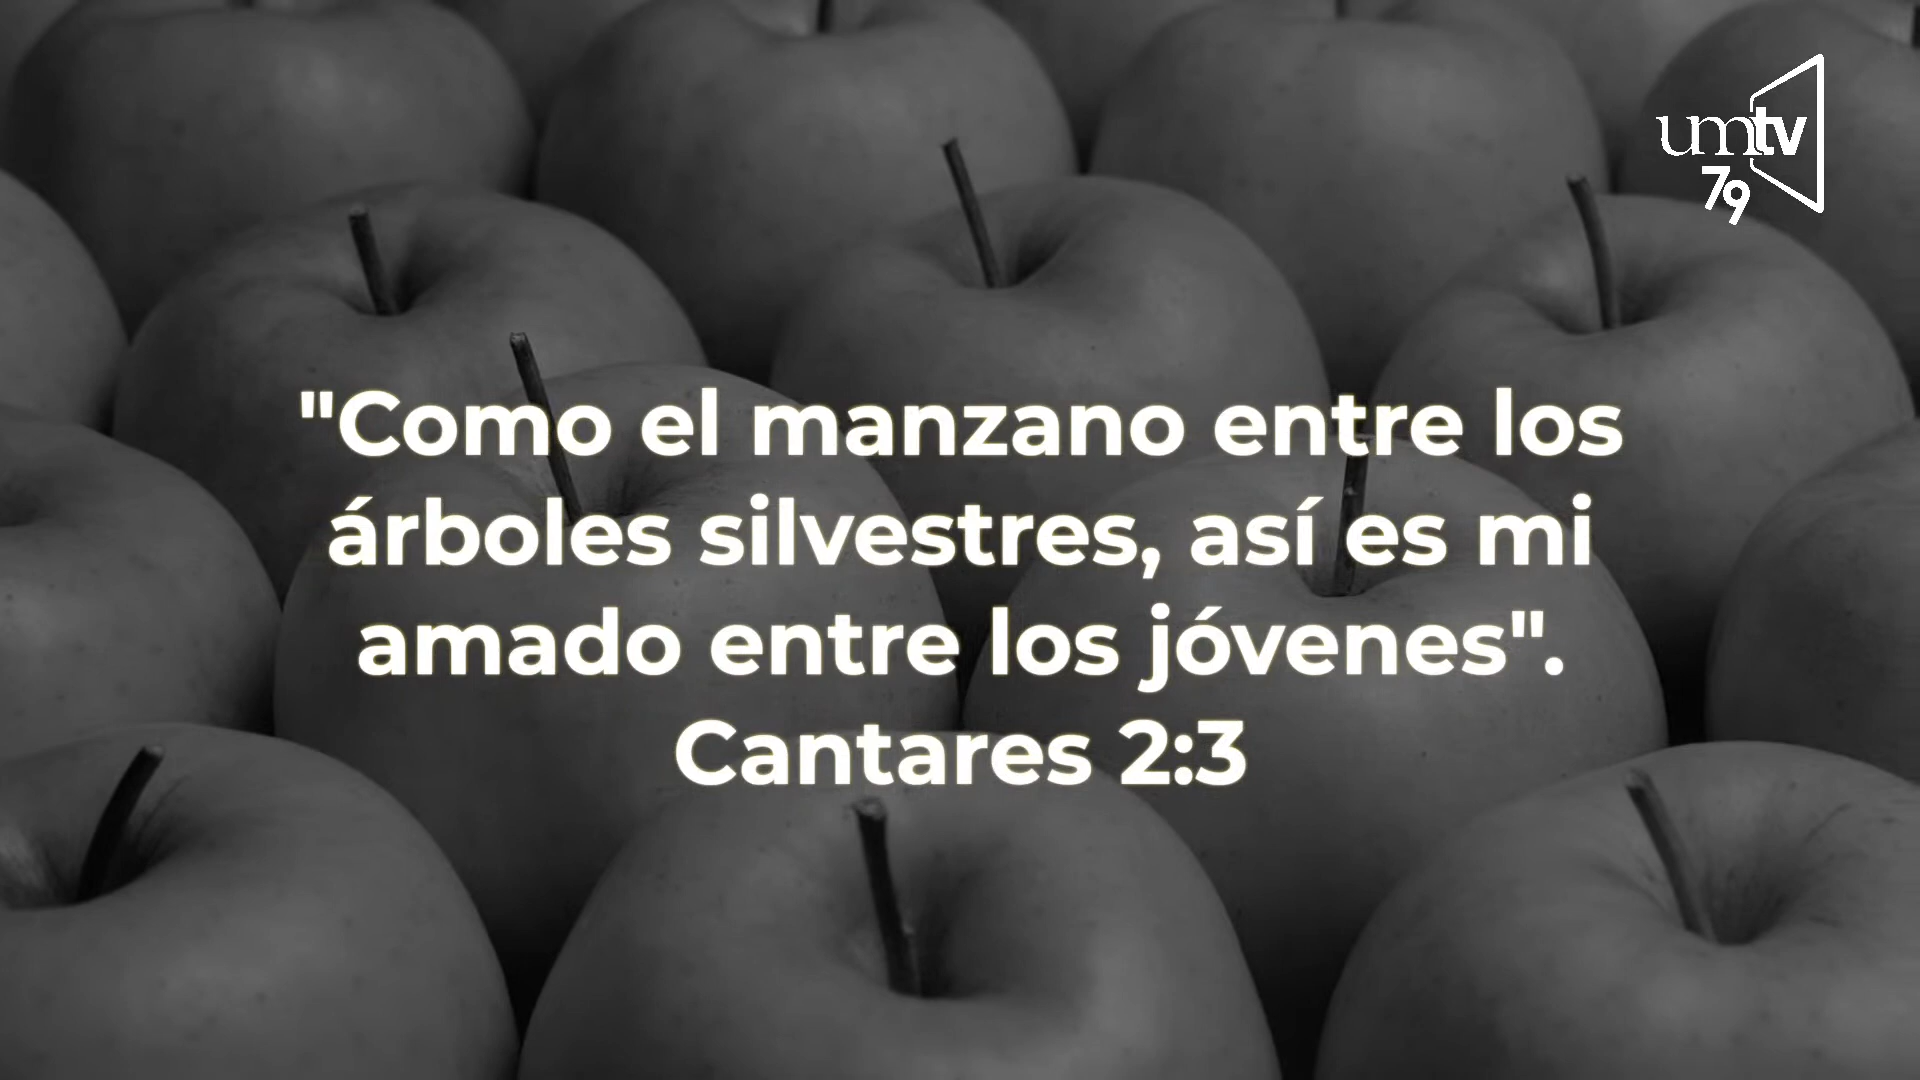 umtv
79
"Como el manzano entre los
árboles silvestres, así es mi
amado entre los jóvenes".
Cantares 2:3